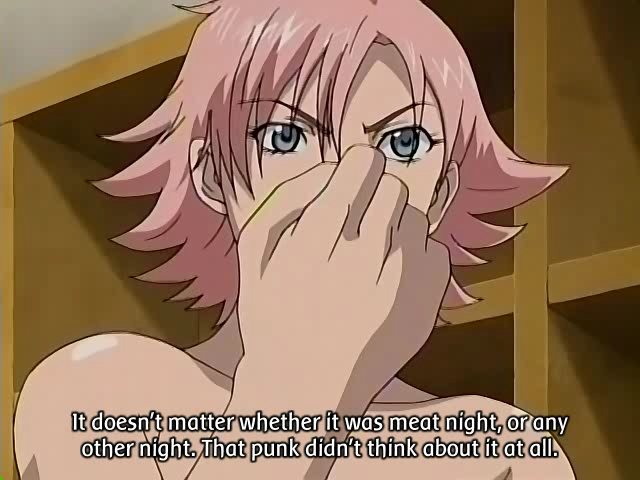 It doesn't matter whether it was meat night, or any
other night. That punk didn't think about it at all.